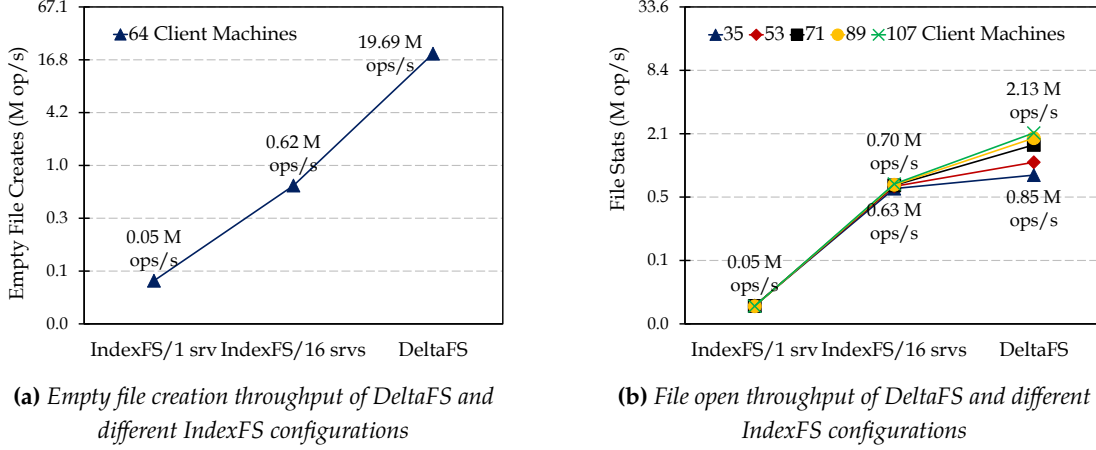 67.1
16.8
4.2
1.0
0.3
0.1
0.0
Empty File Creates (M op/s)
64 Client Machines
19.69 M
ops/s
0.62 M
ops/s
0.05 M
ops/s
IndexFS/1 srv IndexFS/16 srvs DeltaFS
(a) Empty file creation throughput of DeltaFS and
different IndexFS configurations
33.6
8.4
2.1
0.5
0.1
0.0
File Stats (M op/s)
35 53 71 89 107 Client Machines
2.13 M
ops/s
0.70 M
ops/s
0.63 M
ops/s
0.85 M
ops/s
0.05 M
ops/s
IndexFS/1 srv IndexFS/16 srvs DeltaFS
(b) File open throughput of DeltaFS and different
IndexFS configurations